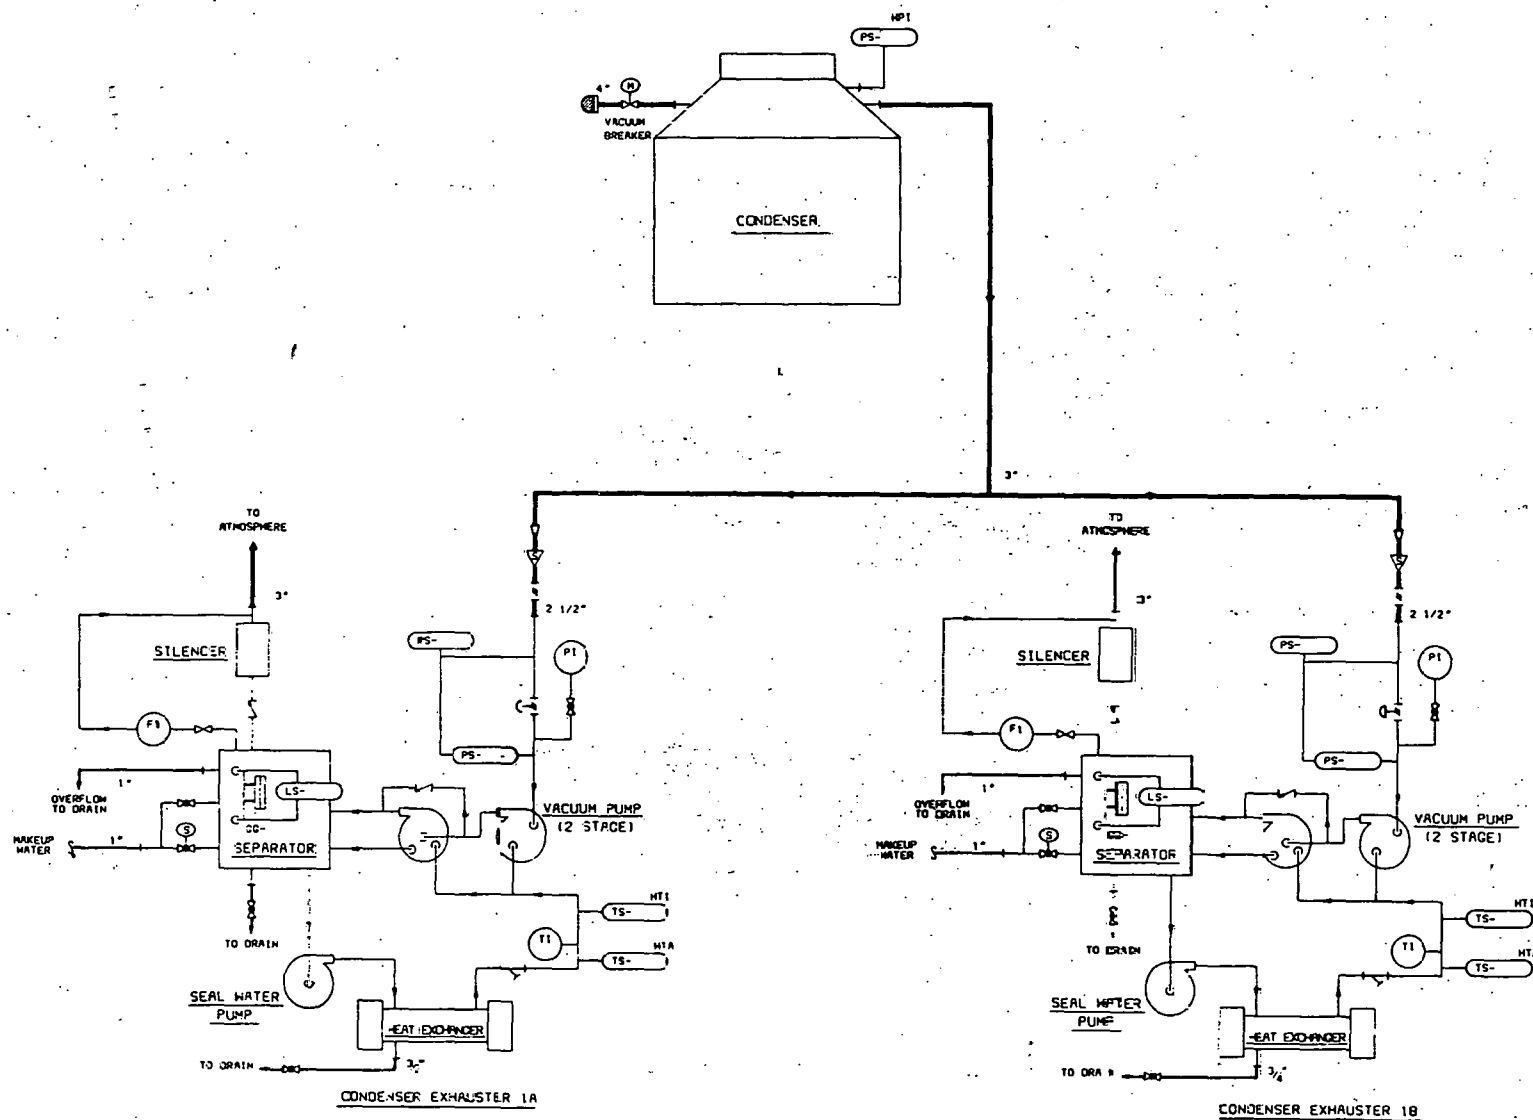 HPI
PS-
4"
M
VACUUM
BREAKER
CONDENSER
3"
TO
ATMOSPHERE
3"
SILENCER
FI
1"
OVERFLOW
TO DRAIN
MAKEUP
WATER
1"
S
LS-
SEPARATOR
TO DRAIN
S
2 1/2"
PS-
PI
PS-
VACUUM PUMP
(2 STAGE)
HTI
TS-
TI
HTA
TS-
SEAL WATER
PUMP
HEAT EXCHANGER
TO DRAIN
CONDENSER EXHAUSTER 1A
TO
ATMOSPHERE
3"
SILENCER
FI
1"
OVERFLOW
TO DRAIN
MAKEUP
WATER
1"
S
LS-
SEPARATOR
TO DRAIN
S
2 1/2"
PS-
PI
PS-
VACUUM PUMP
(2 STAGE)
HTI
TS-
TI
TS-
SEAL WATER
PUMP
HEAT EXCHANGER
TO DRAIN
3/4"
CONDENSER EXHAUSTER 1B